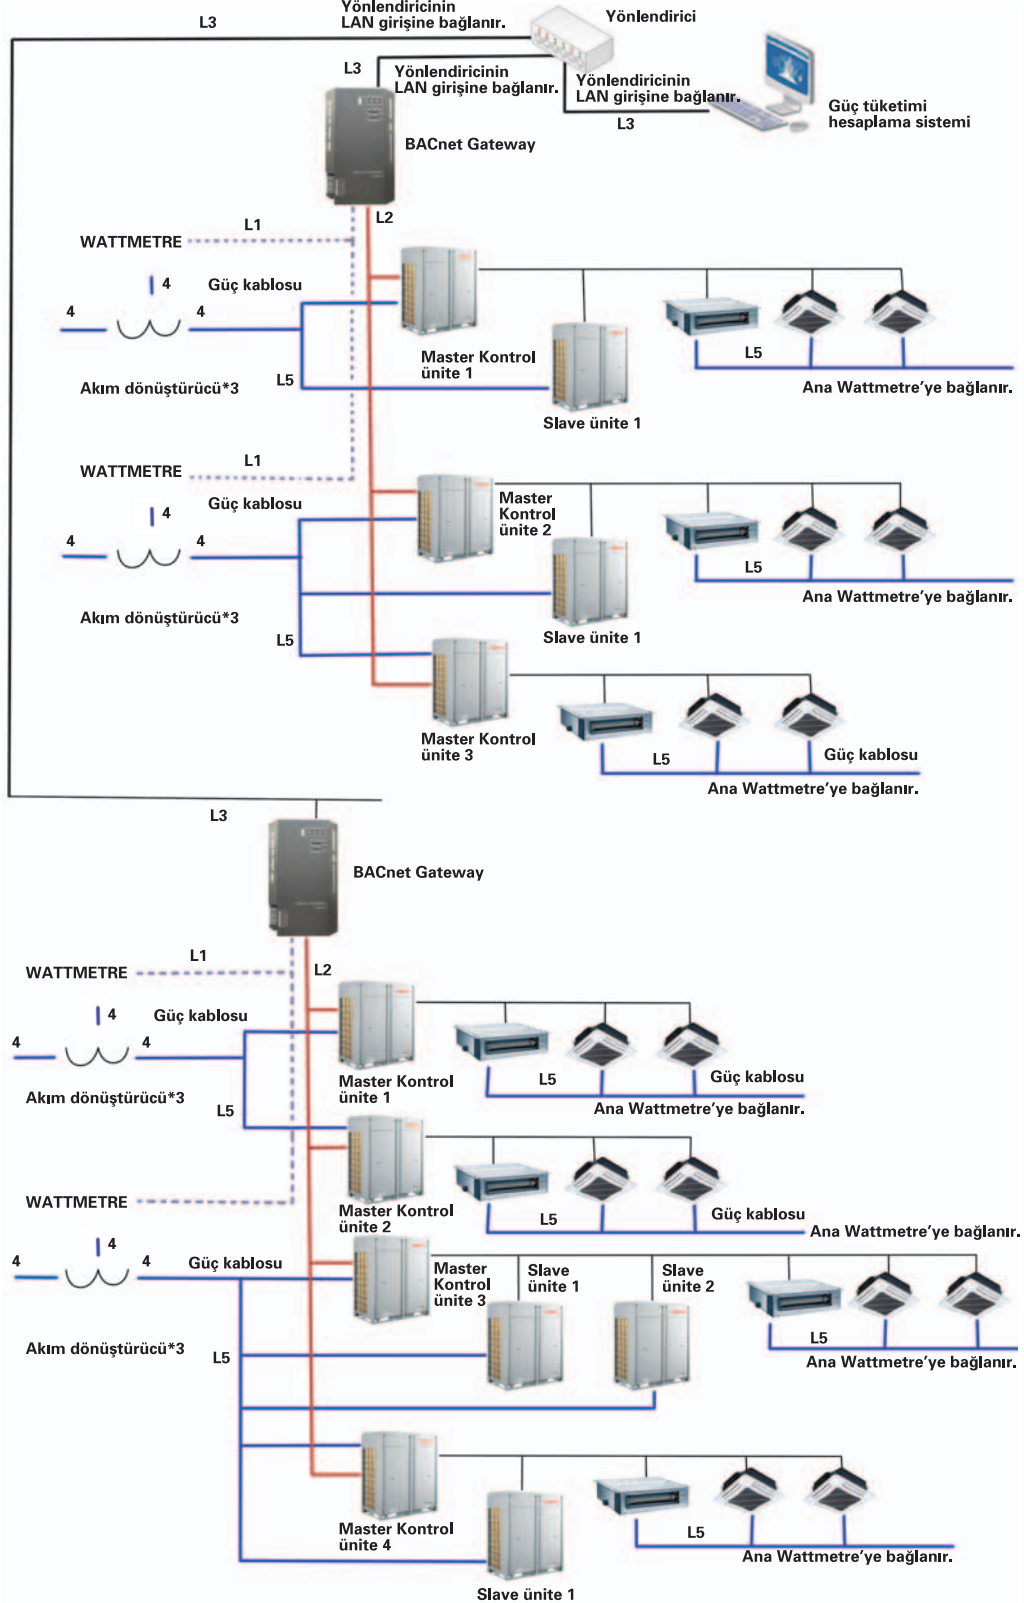 Yönlendiricinin
LAN girişine bağlanır.
L3
Yönlendirici
L3
Yönlendiricinin
LAN girişine bağlanır.
Yönlendiricinin
LAN girişine bağlanır.
L3
Güç tüketimi
hesaplama sistemi
BACnet Gateway
L2
L1
WATTMETRE
4
Güç kablosu
4
4
L5
Akım dönüştürücü*3
Master Kontrol
ünite 1
L5
Ana Wattmetre'ye bağlanır.
Slave ünite 1
L1
WATTMETRE
Güç kablosu
4
4
4
Master
Kontrol
ünite 2
L5
Ana Wattmetre'ye bağlanır.
Akım dönüştürücü*3
L5
Slave ünite 1
Master Kontrol
ünite 3
L5
Güç kablosu
Ana Wattmetre'ye bağlanır.
L3
BACnet Gateway
L1
L2
WATTMETRE
4
Güç kablosu
4
4
Akım dönüştürücü*3
L5
Master Kontrol
ünite 1
L5
Güç kablosu
Ana Wattmetre'ye bağlanır.
WATTMETRE
Master Kontrol
ünite 2
L5
Güç kablosu
Ana Wattmetre'ye bağlanır.
4
4
4
Güç kablosu
Master
Kontrol
ünite 3
Slave
ünite 1
Slave
ünite 2
Akım dönüştürücü*3
L5
L5
Ana Wattmetre'ye bağlanır.
Master Kontrol
ünite 4
L5
Ana Wattmetre'ye bağlanır.
Slave ünite 1